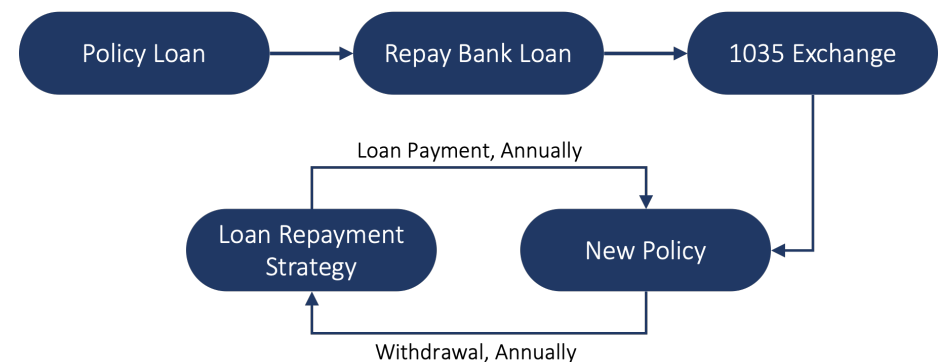 Policy Loan
Repay Bank Loan
1035 Exchange
Loan Payment, Annually
Loan Repayment
Strategy
New Policy
Withdrawal, Annually